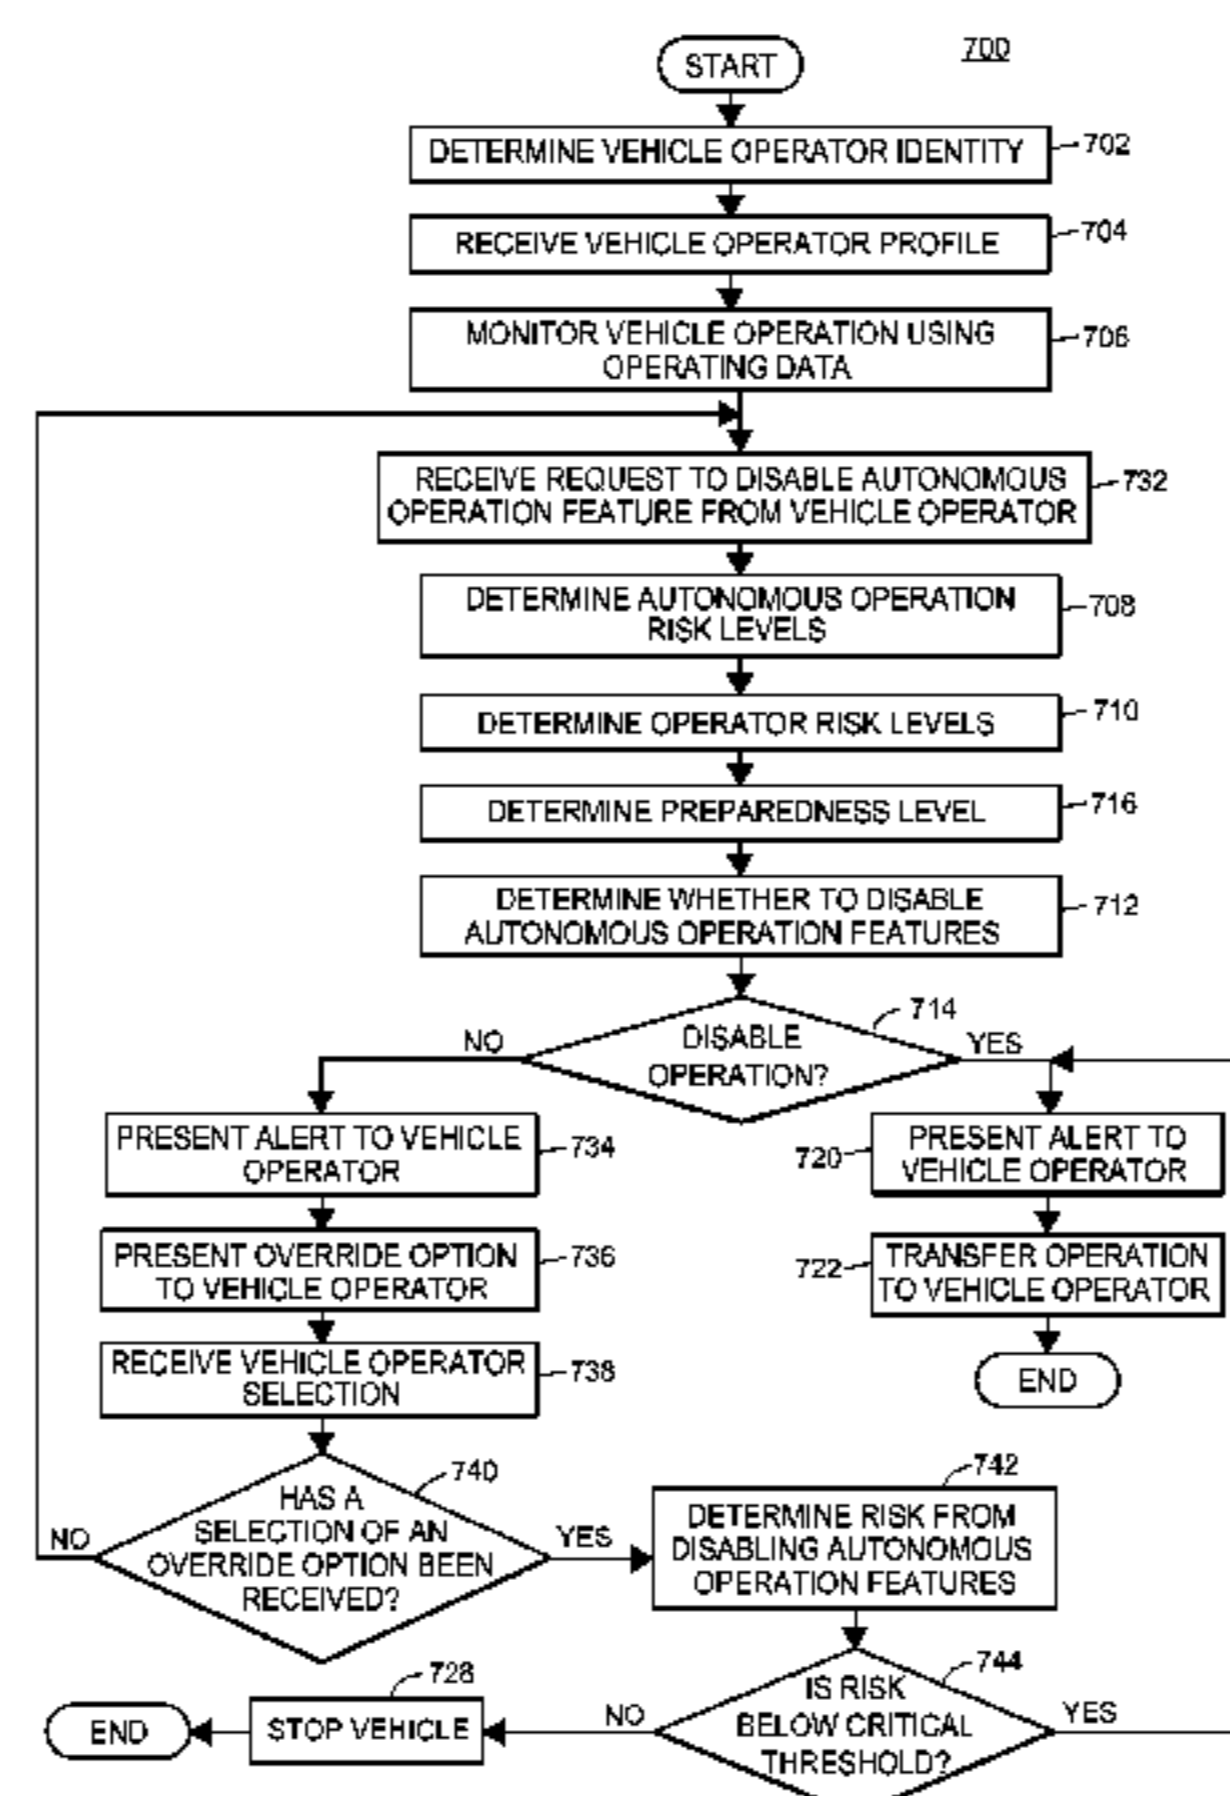 700
START
DETERMINE VEHICLE OPERATOR IDENTITY
702
RECEIVE VEHICLE OPERATOR PROFILE
704
MONITOR VEHICLE OPERATION USING
OPERATING DATA
706
RECEIVE REQUEST TO DISABLE AUTONOMOUS
OPERATION FEATURE FROM VEHICLE OPERATOR
732
DETERMINE AUTONOMOUS OPERATION
RISK LEVELS
708
DETERMINE OPERATOR RISK LEVELS
710
DETERMINE PREPAREDNESS LEVEL
716
DETERMINE WHETHER TO DISABLE
AUTONOMOUS OPERATION FEATURES
712
DISABLE
OPERATION?
714
NO
YES
PRESENT ALERT TO VEHICLE
OPERATOR
734
720
PRESENT ALERT TO
VEHICLE OPERATOR
PRESENT OVERRIDE OPTION
TO VEHICLE OPERATOR
736
722
TRANSFER OPERATION
TO VEHICLE OPERATOR
RECEIVE VEHICLE OPERATOR
SELECTION
738
END
HAS A
SELECTION OF AN
OVERRIDE OPTION BEEN
RECEIVED?
740
NO
YES
742
DETERMINE RISK FROM
DISABLING AUTONOMOUS
OPERATION FEATURES
IS RISK
BELOW CRITICAL
THRESHOLD?
744
NO
YES
728
STOP VEHICLE
END